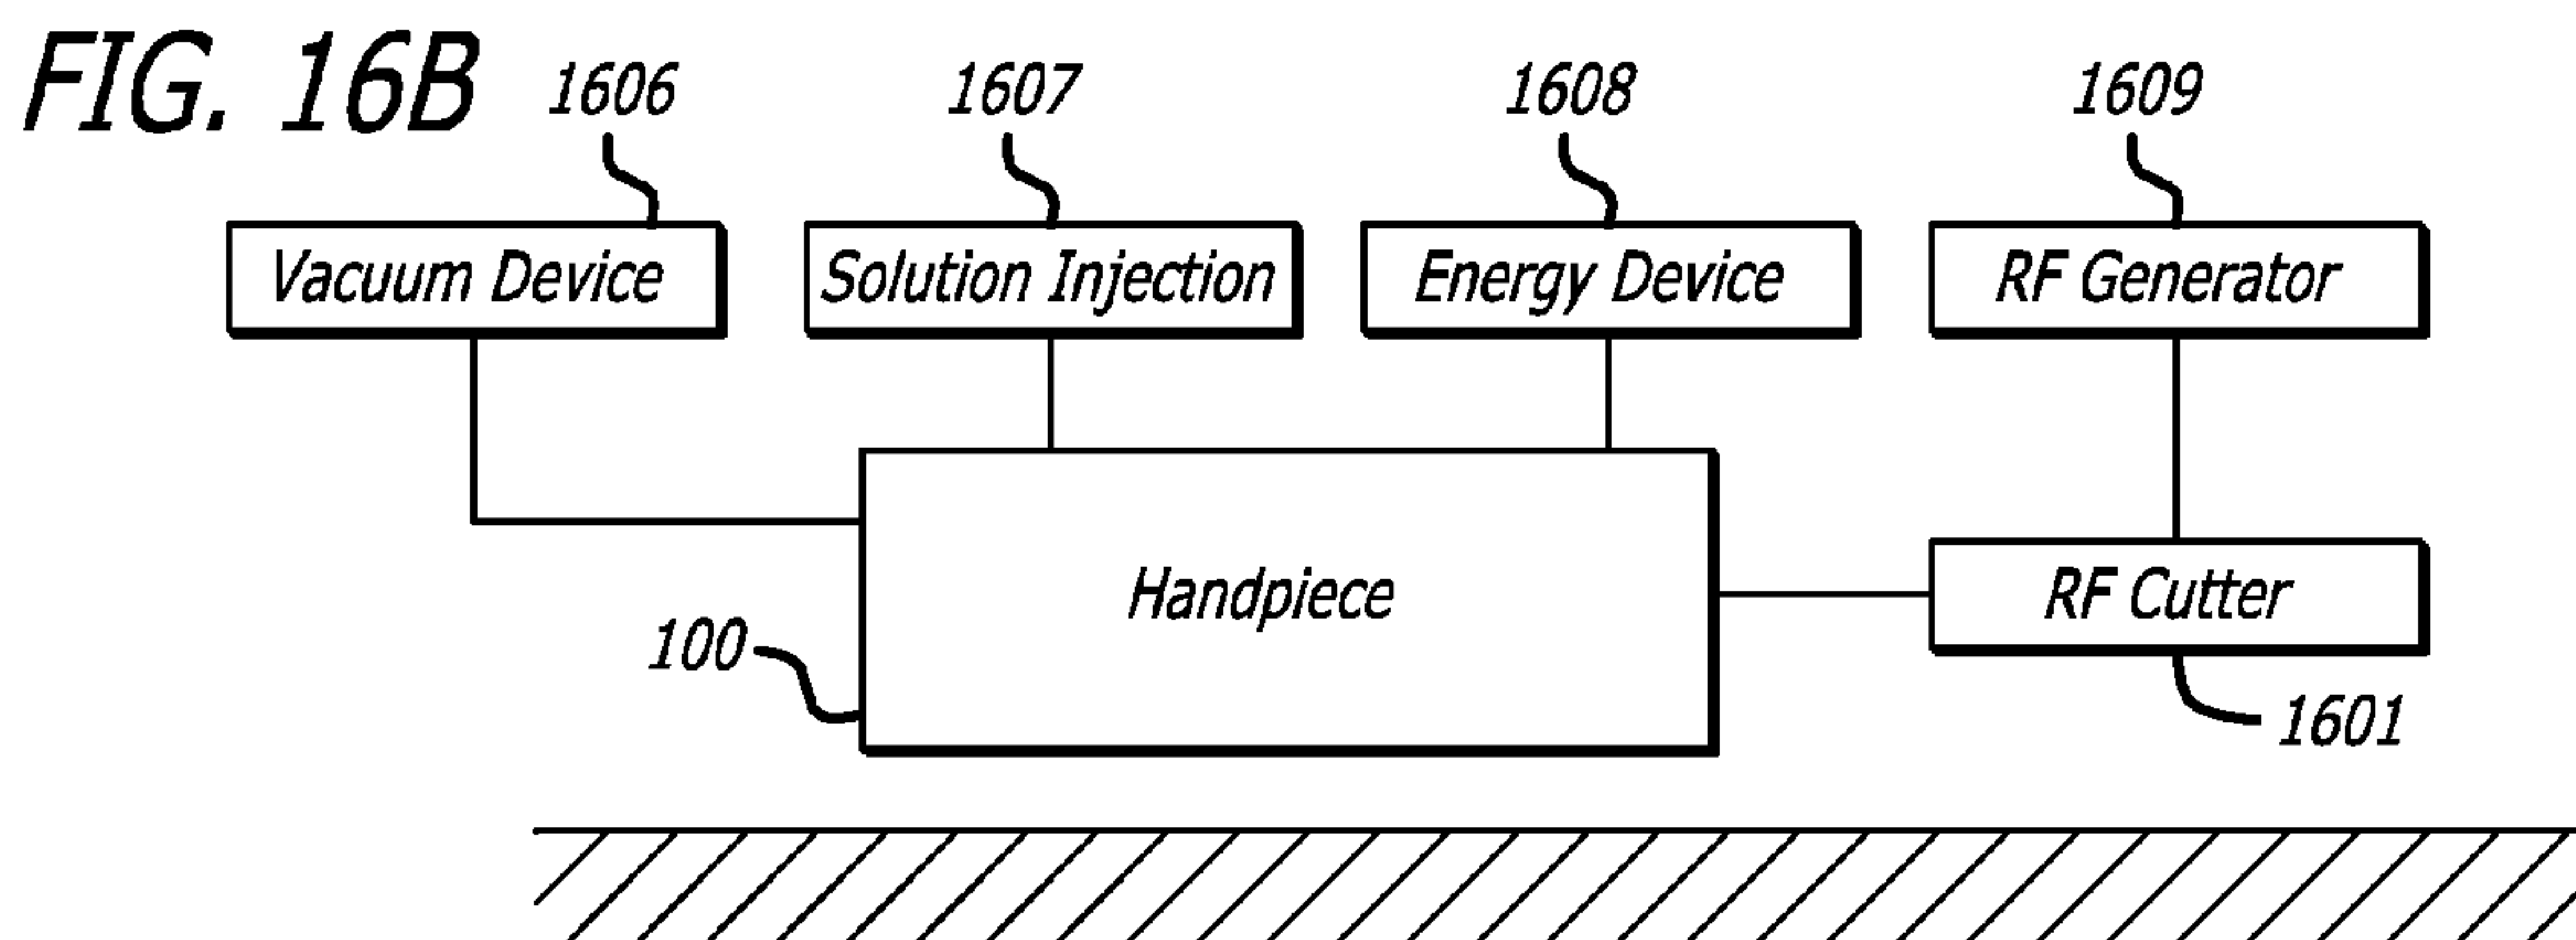 FIG. 16B
1606 1607 1608 1609
Vacuum Device Solution Injection Energy Device RF Generator
Handpiece RF Cutter
100
1601